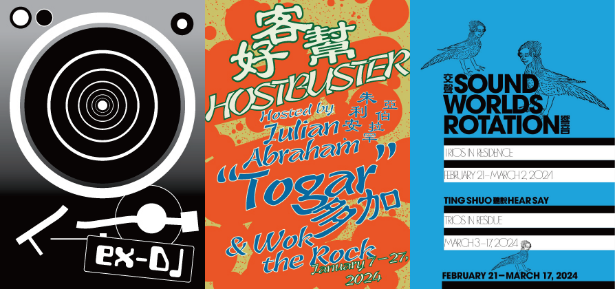 ex-DJ
好客幫
HOSTBUSTER
Hosted by
Julian
Abraham
朱利安
亞伯拉罕
"Togar"
多加
& Wok
the Rock
January 7–27,
2024
SOUND
WORLDS
ROTATION
TRIOS IN RESIDENCE
FEBRUARY 21–MARCH 2, 2024
TING SHUO 聽說 HEAR SAY
TRIOS IN RESIDUE
MARCH 3–17, 2024
FEBRUARY 21–MARCH 17, 2024